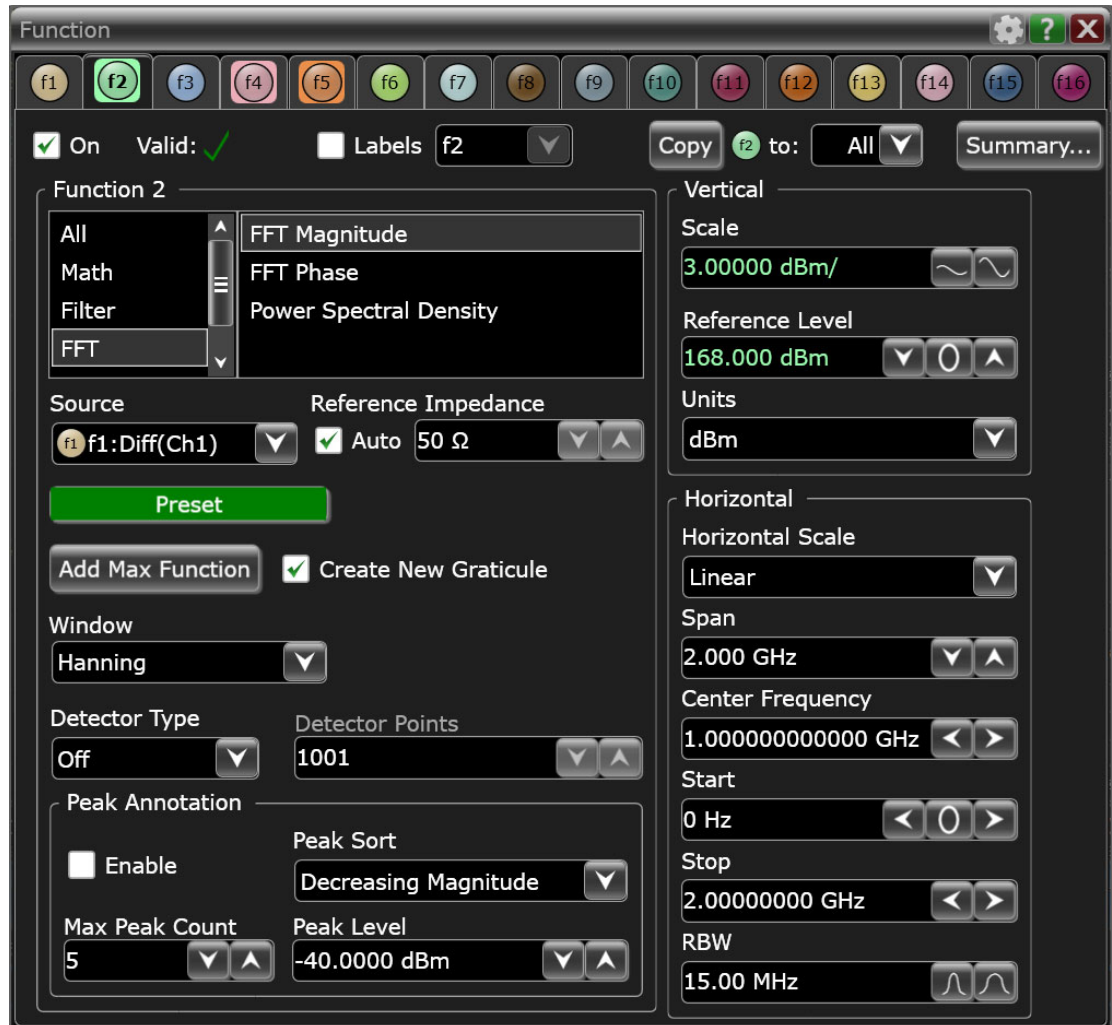 Function
?
X
f1 f2 f3 f4 f5 f6 f7 f8 f9 f10 f11 f12 f13 f14 f15 f16
On Valid: Labels f2 Copy f2 to: All Summary...
Function 2
All
Math
Filter
FFT
FFT Magnitude
FFT Phase
Power Spectral Density
Source
f1 f1:Diff(Ch1)
Reference Impedance
Auto 50 Ω
Preset
Add Max Function Create New Graticule
Window
Hanning
Detector Type
Off
Detector Points
1001
Peak Annotation
Enable
Peak Sort
Decreasing Magnitude
Max Peak Count
5
Peak Level
-40.0000 dBm
Vertical
Scale
3.00000 dBm/
Reference Level
168.000 dBm 0
Units
dBm
Horizontal
Horizontal Scale
Linear
Span
2.000 GHz
Center Frequency
1.000000000000 GHz
Start
0 Hz 0
Stop
2.00000000 GHz
RBW
15.00 MHz